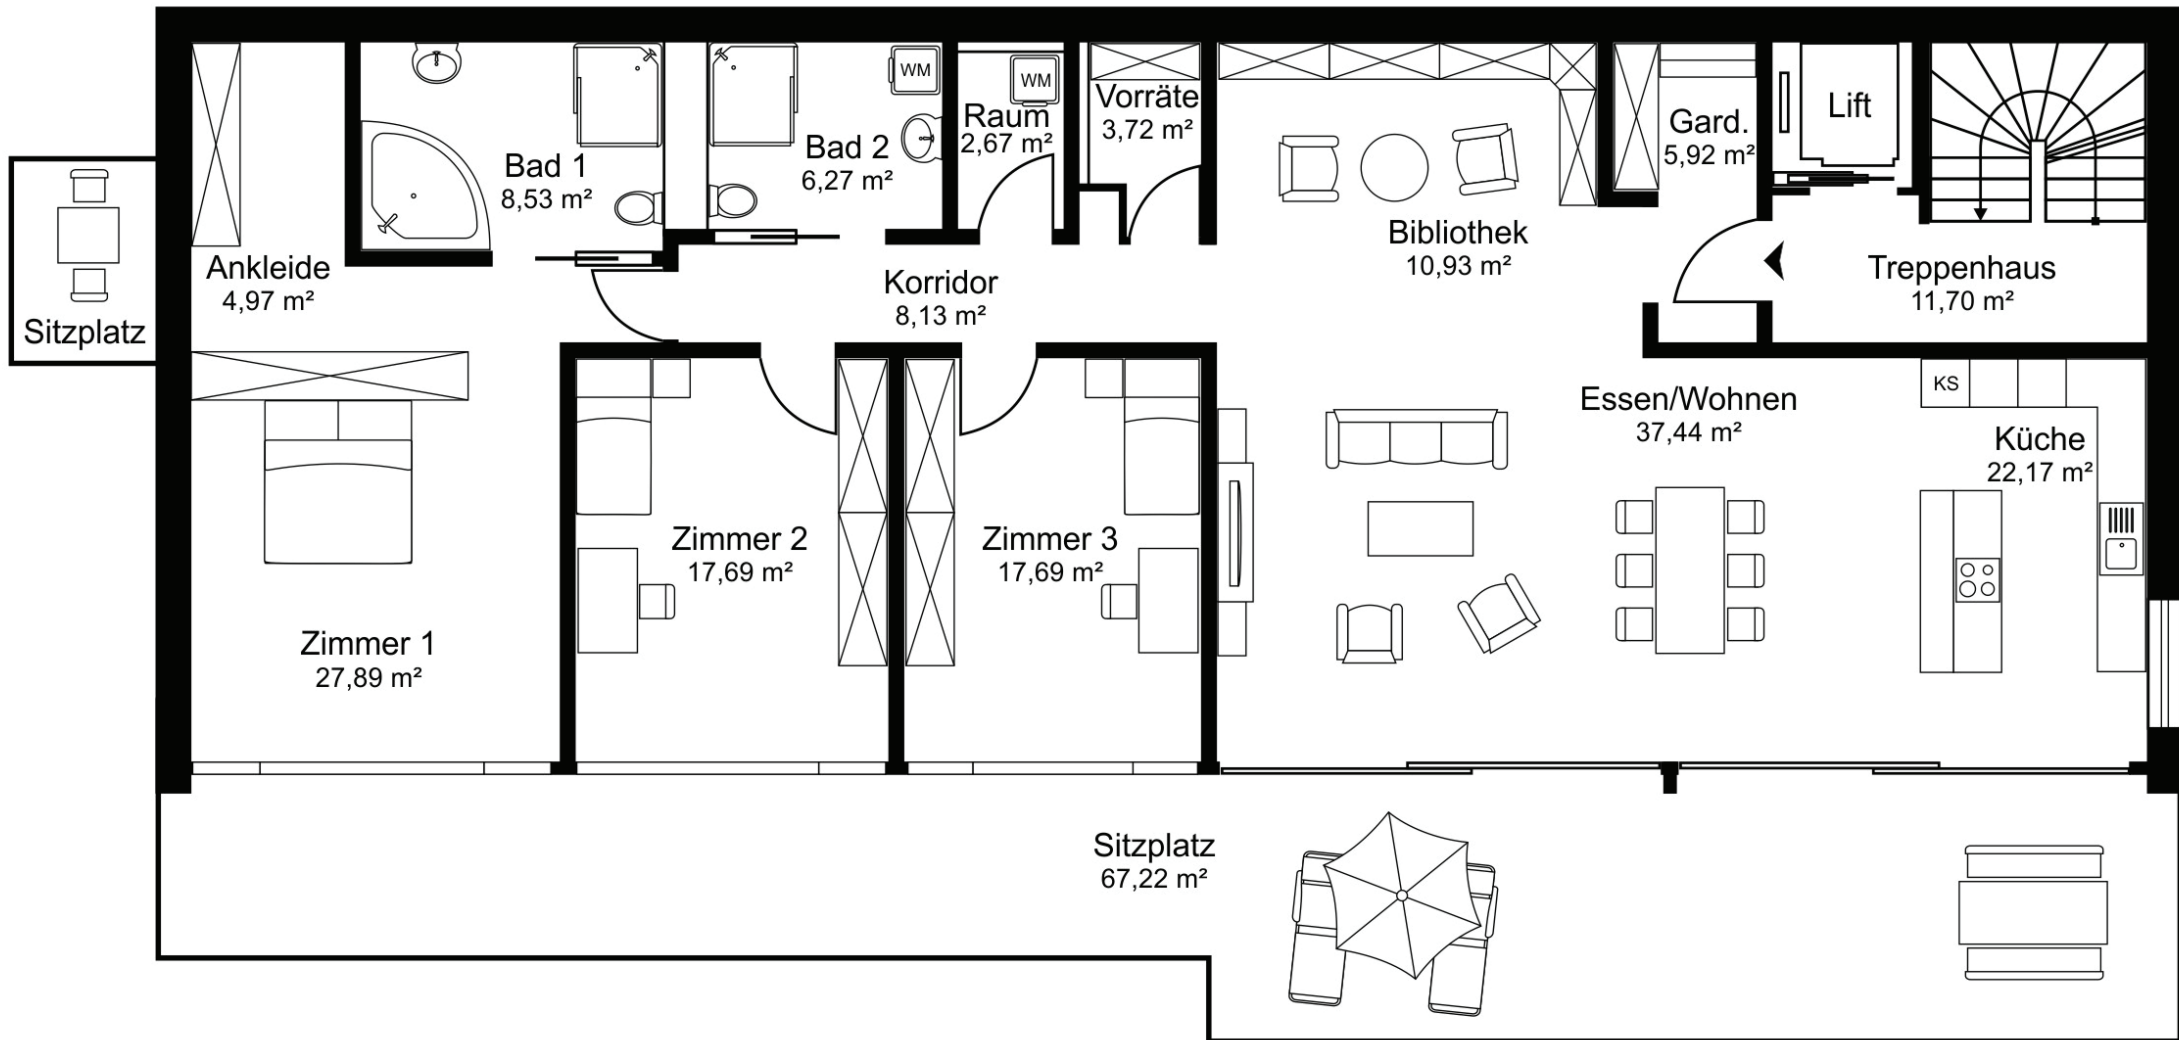 WM
WM
Raum
2,67 m²
Vorräte
3,72 m²
Lift
Gard.
5,92 m²
Bad 1
8,53 m²
Bad 2
6,27 m²
Bibliothek
10,93 m²
Ankleide
4,97 m²
Korridor
8,13 m²
Treppenhaus
11,70 m²
Sitzplatz
Essen/Wohnen
37,44 m²
KS
Küche
22,17 m²
Zimmer 2
17,69 m²
Zimmer 3
17,69 m²
Zimmer 1
27,89 m²
Sitzplatz
67,22 m²